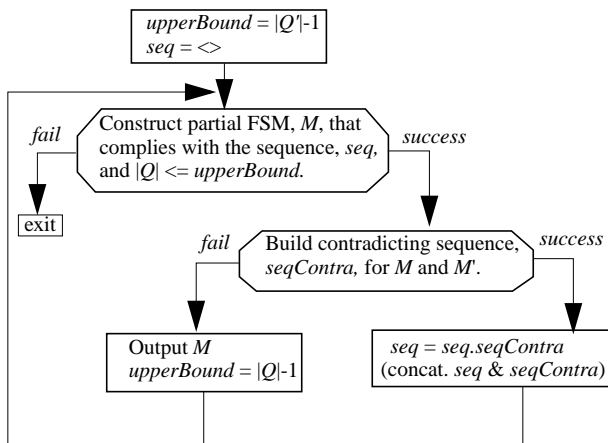 upperBound = |Q'|-1
seq = <>
fail
Construct partial FSM, M, that
complies with the sequence, seq,
and |Q| <= upperBound.
success
exit
fail
Build contradicting sequence,
seqContra, for M and M'.
success
Output M
upperBound = |Q|-1
seq = seq.seqContra
(concat. seq & seqContra)